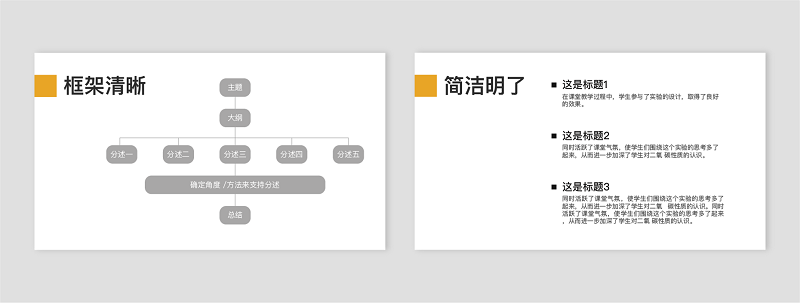 框架清晰
主题
大纲
分述一 分述二 分述三 分述四 分述五
确定角度 /方法来支持分述
总结
简洁明了
■ 这是标题1
在课堂教学过程中，学生参与了实验的设计，取得了良好
的效果。
■ 这是标题2
同时活跃了课堂气氛，使学生们围绕这个实验的思考多了
起来，从而进一步加深了学生对二氧 碳性质的认识。
■ 这是标题3
同时活跃了课堂气氛，使学生们围绕这个实验的思考多了
起来，从而进一步加深了学生对二氧 碳性质的认识。同时
活跃了课堂气氛，使学生们围绕这个实验的思考多了起来
，从而进一步加深了学生对二氧 碳性质的认识。